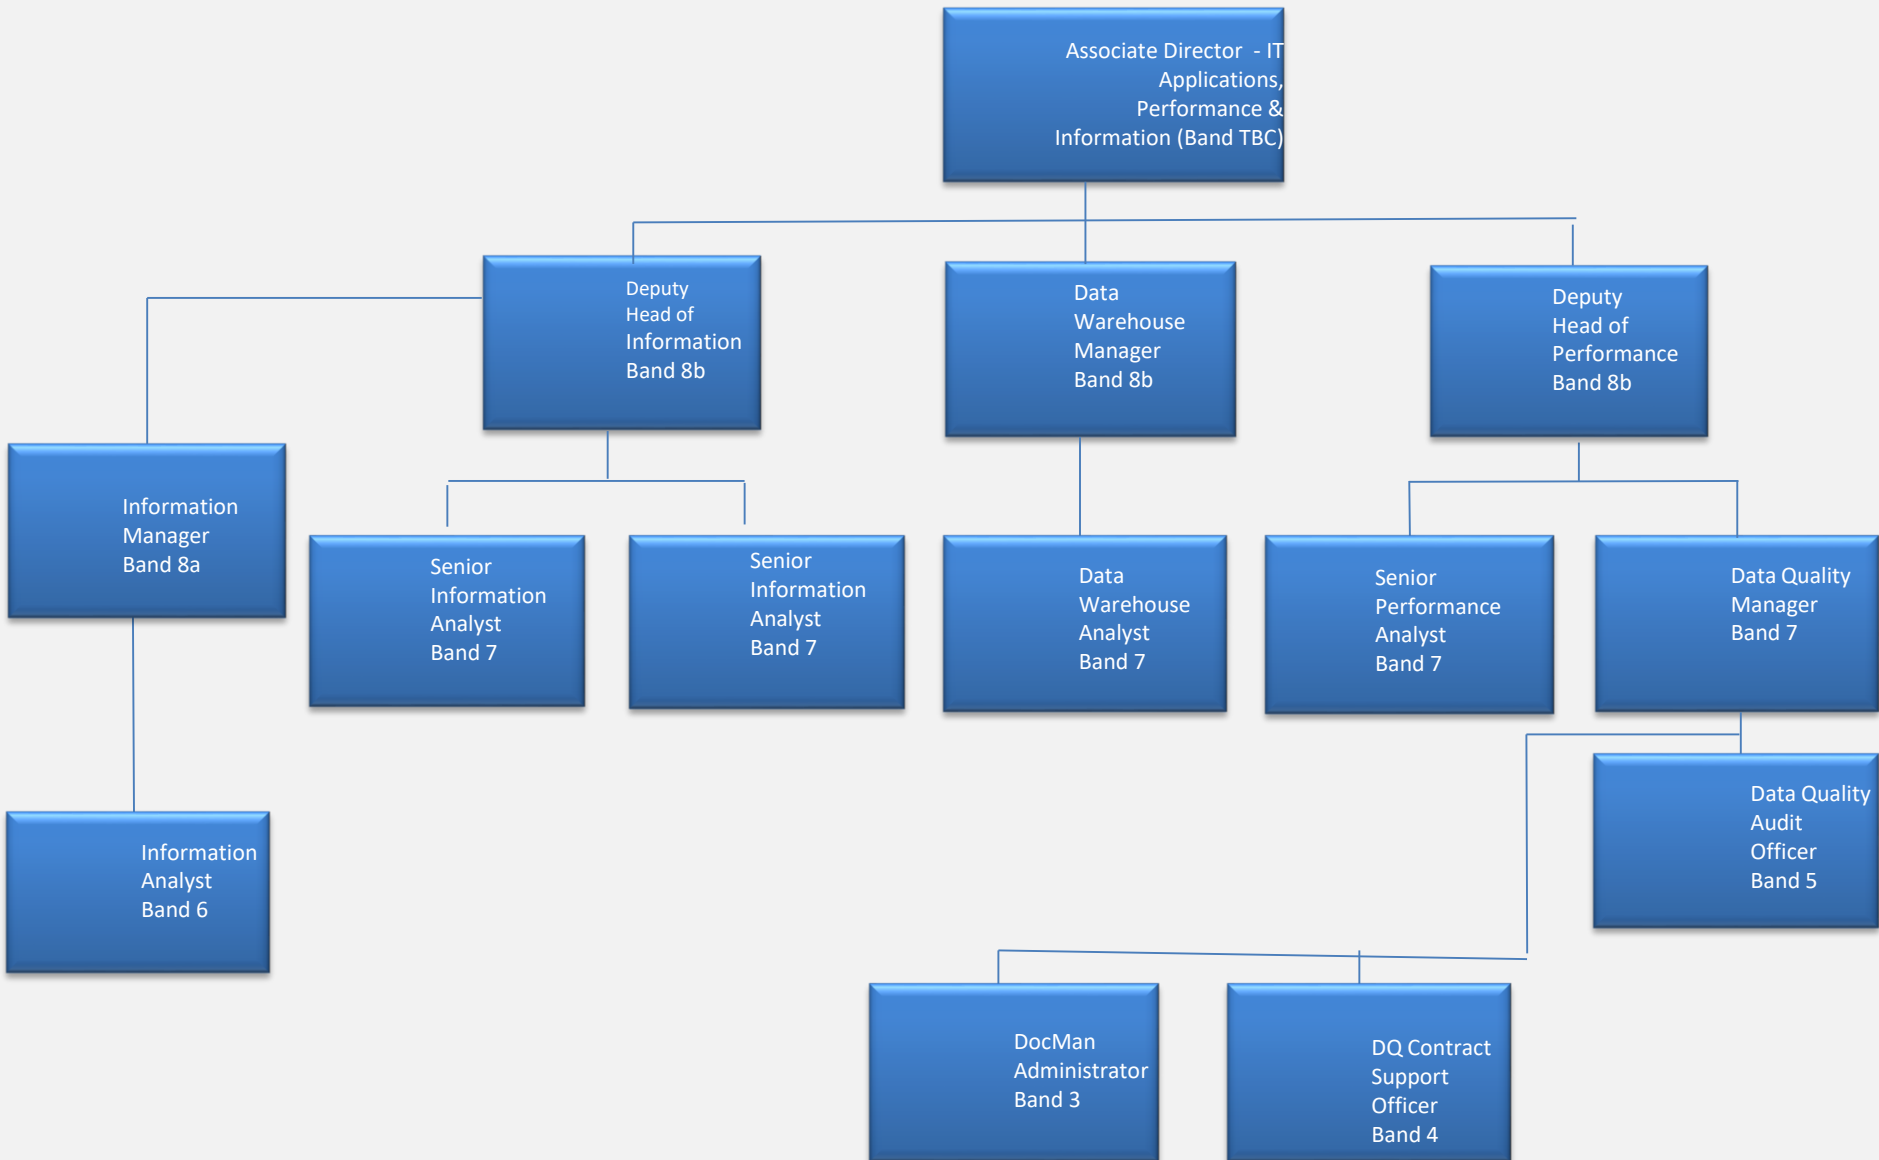 Associate Director - IT
Applications,
Performance &
Information (Band TBC)
Deputy
Head of
Information
Band 8b
Data
Warehouse
Manager
Band 8b
Deputy
Head of
Performance
Band 8b
Information
Manager
Band 8a
Senior
Information
Analyst
Band 7
Senior
Information
Analyst
Band 7
Data
Warehouse
Analyst
Band 7
Senior
Performance
Analyst
Band 7
Data Quality
Manager
Band 7
Data Quality
Audit
Officer
Band 5
Information
Analyst
Band 6
DocMan
Administrator
Band 3
DQ Contract
Support
Officer
Band 4